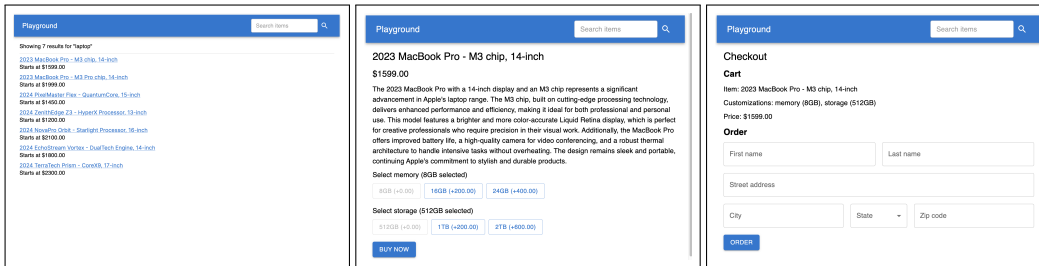 Playground
Search items
Showing 7 results for "laptop"
2023 MacBook Pro - M3 chip, 14-inch
Starts at $1599.00
2023 MacBook Pro - M3 Pro chip, 14-inch
Starts at $1999.00
2024 PixelMaster Flex - QuantumCore, 15-inch
Starts at $1450.00
2024 ZenithEdge Z3 - HyperX Processor, 13-inch
Starts at $1200.00
2024 NovaPro Orbit - Starlight Processor, 16-inch
Starts at $2100.00
2024 EchoStream Vortex - DualTech Engine, 14-inch
Starts at $1800.00
2024 TerraTech Prism - CoreX9, 17-inch
Starts at $2300.00
Playground
Search items
2023 MacBook Pro - M3 chip, 14-inch
$1599.00
The 2023 MacBook Pro with a 14-inch display and an M3 chip represents a significant
advancement in Apple's laptop range. The M3 chip, built on cutting-edge processing technology,
delivers enhanced performance and efficiency, making it ideal for both professional and personal
use. This model features a brighter and more color-accurate Liquid Retina display, which is perfect
for creative professionals who require precision in their visual work. Additionally, the MacBook Pro
offers improved battery life, a high-quality camera for video conferencing, and a robust thermal
architecture to handle intensive tasks without overheating. The design remains sleek and portable,
continuing Apple's commitment to stylish and durable products.
Select memory (8GB selected)
8GB (+0.00)
16GB (+200.00)
24GB (+400.00)
Select storage (512GB selected)
512GB (+0.00)
1TB (+200.00)
2TB (+600.00)
BUY NOW
Playground
Search items
Checkout
Cart
Item: 2023 MacBook Pro - M3 chip, 14-inch
Customizations: memory (8GB), storage (512GB)
Price: $1599.00
Order
First name
Last name
Street address
City
State
Zip code
ORDER